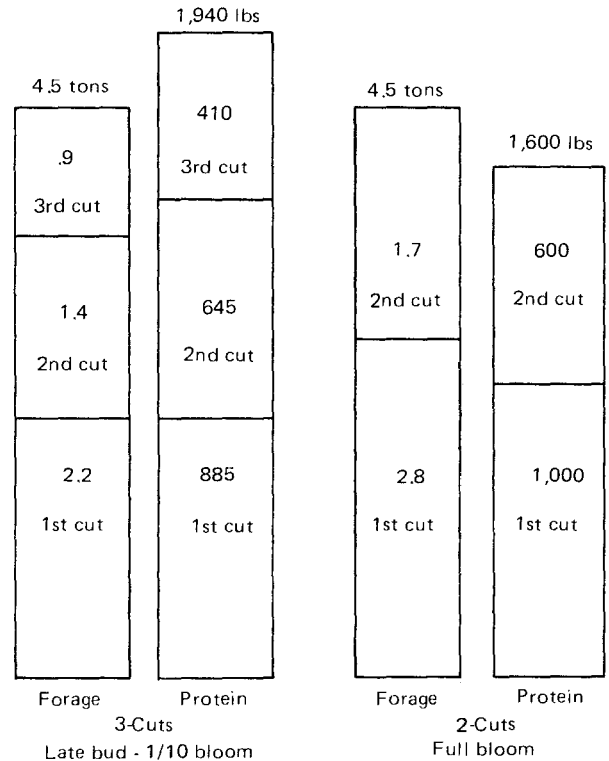 1,940 lbs
4.5 tons
410
3rd cut
.9
3rd cut
645
2nd cut
1.4
2nd cut
885
1st cut
2.2
1st cut
Forage Protein
3-Cuts
Late bud - 1/10 bloom
4.5 tons
1,600 lbs
1.7
2nd cut
600
2nd cut
2.8
1st cut
1,000
1st cut
Forage Protein
2-Cuts
Full bloom